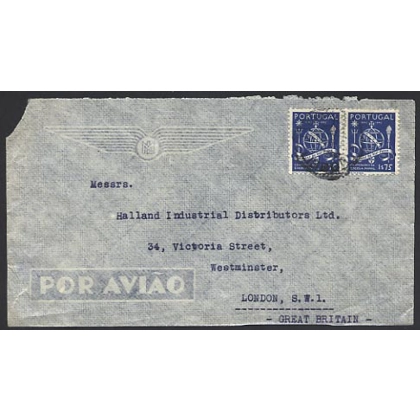 PORTUGAL PORTUGAL
1$75
Messrs.
Halland Industrial Distributors Ltd.
34, Victoria Street,
Westminster,
POR AVIÃO
LONDON, S.W.1.
- GREAT BRITAIN -